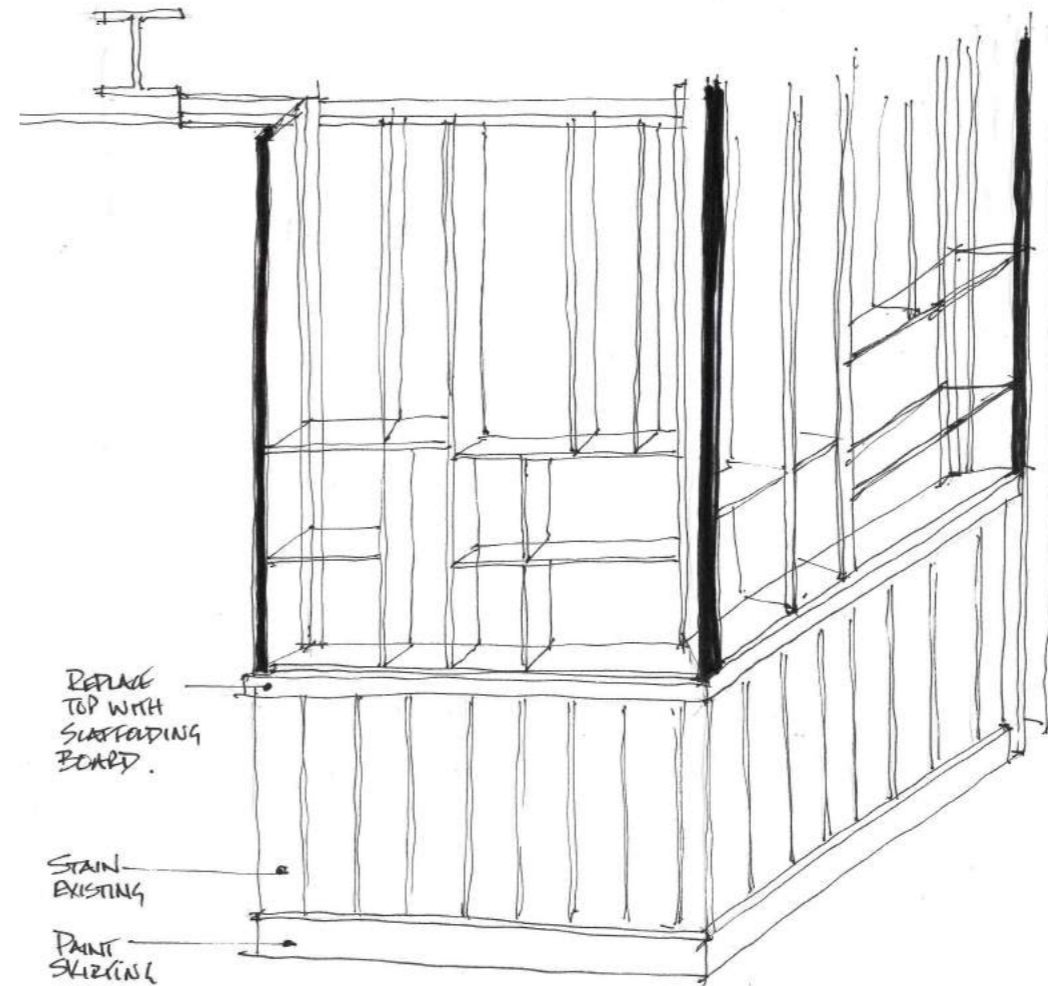 REPLACE
TOP WITH
SCAFFOLDING
BOARD.
STAIN
EXISTING
PAINT
SKIRTING